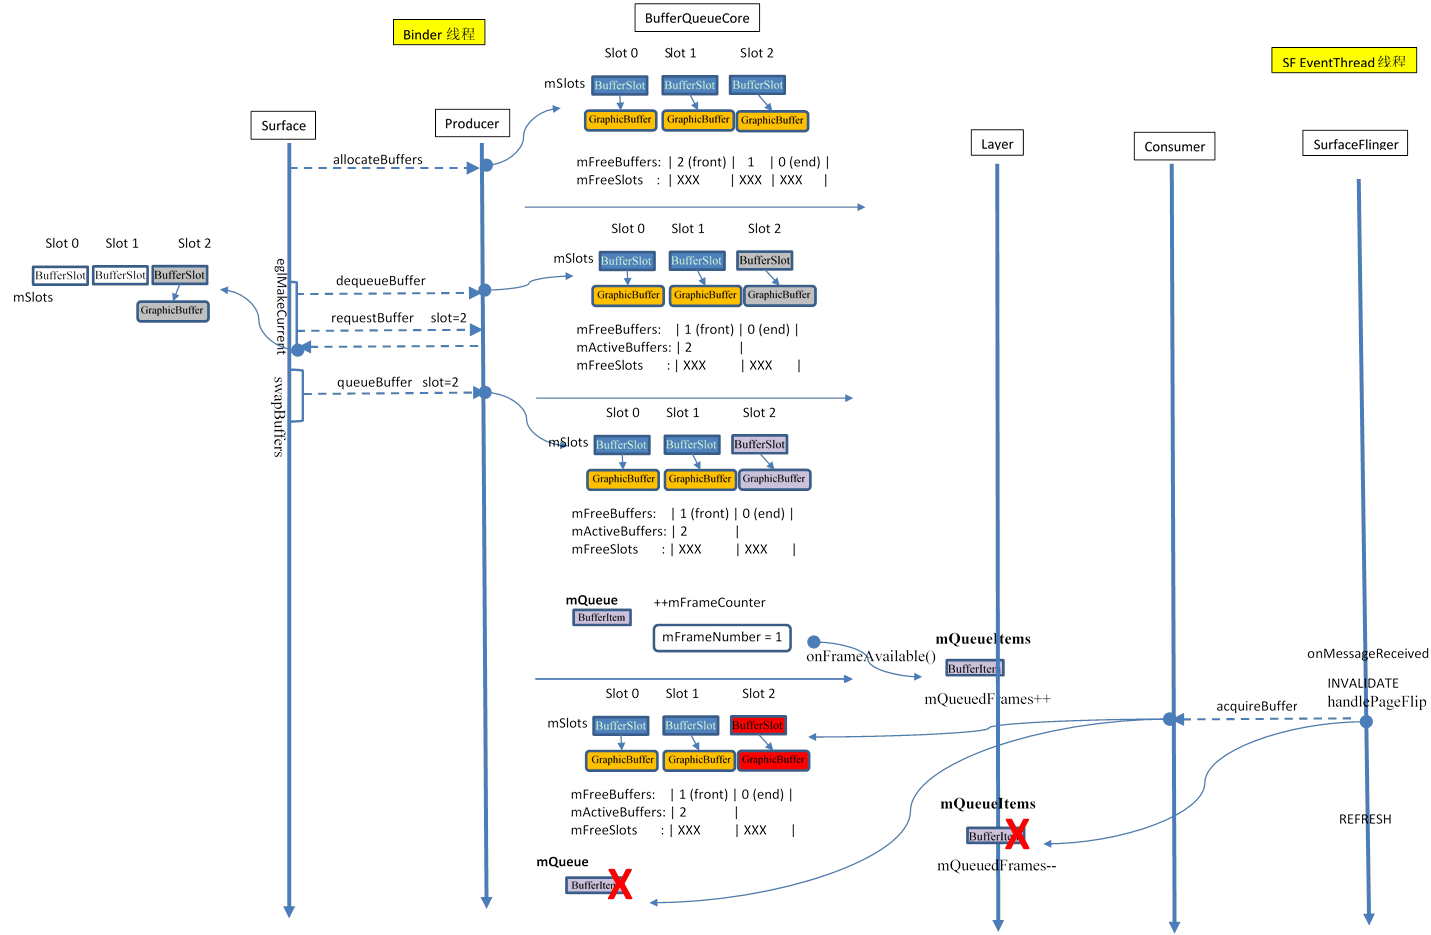 BufferQueueCore
Binder 线程
SF EventThread 线程
Surface
Producer
Layer
Consumer
SurfaceFlinger
Slot 0 Slot 1 Slot 2
mSlots BufferSlot BufferSlot BufferSlot
GraphicBuffer GraphicBuffer GraphicBuffer
allocateBuffers
mFreeBuffers: | 2 (front) | 1 | 0 (end) |
mFreeSlots : | XXX | XXX | XXX |
Slot 0 Slot 1 Slot 2
BufferSlot BufferSlot BufferSlot
mSlots
GraphicBuffer
eglMakeCurrent
dequeueBuffer
requestBuffer slot=2
Slot 0 Slot 1 Slot 2
mSlots BufferSlot BufferSlot BufferSlot
GraphicBuffer GraphicBuffer GraphicBuffer
mFreeBuffers: | 1 (front) | 0 (end) |
mActiveBuffers: | 2 |
mFreeSlots : | XXX | XXX |
swapBuffers
queueBuffer slot=2
Slot 0 Slot 1 Slot 2
mSlots BufferSlot BufferSlot BufferSlot
GraphicBuffer GraphicBuffer GraphicBuffer
mFreeBuffers: | 1 (front) | 0 (end) |
mActiveBuffers: | 2 |
mFreeSlots : | XXX | XXX |
mQueue ++mFrameCounter
BufferItem
mFrameNumber = 1
onFrameAvailable()
mQueueItems
BufferItem
mQueuedFrames++
onMessageReceived
INVALIDATE
handlePageFlip
acquireBuffer
Slot 0 Slot 1 Slot 2
mSlots BufferSlot BufferSlot BufferSlot
GraphicBuffer GraphicBuffer GraphicBuffer
mFreeBuffers: | 1 (front) | 0 (end) |
mActiveBuffers: | 2 |
mFreeSlots : | XXX | XXX |
mQueueItems
BufferItem
mQueuedFrames--
REFRESH
mQueue
BufferItem